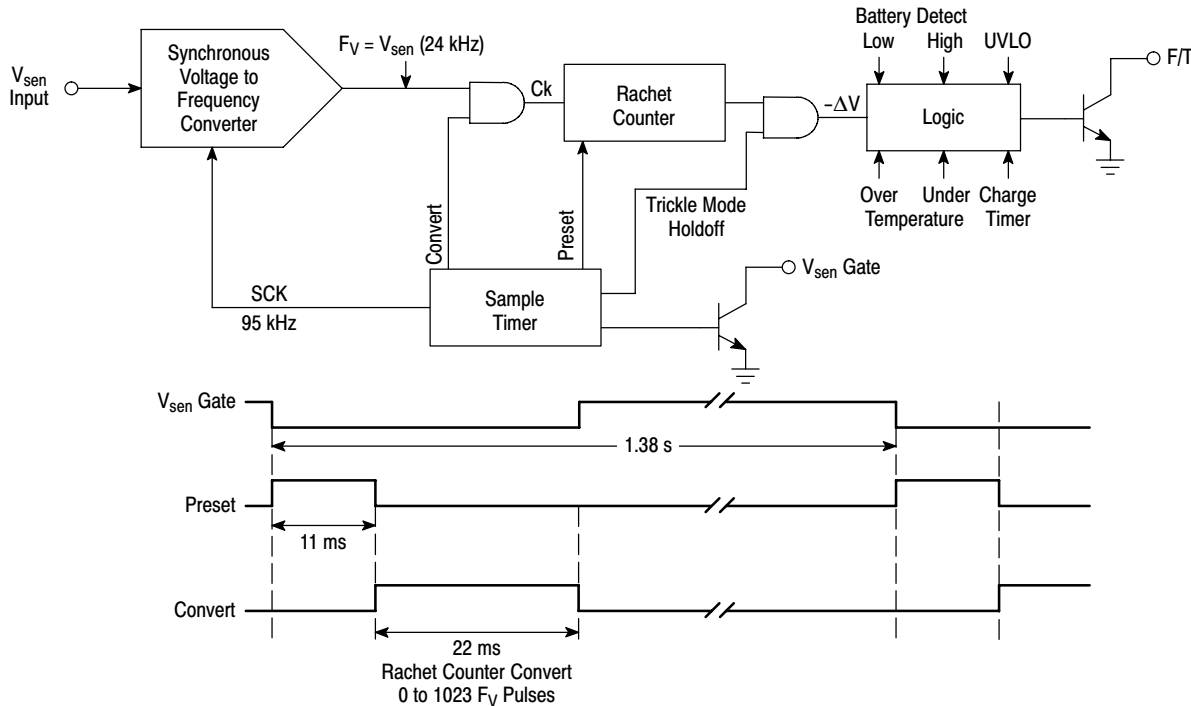 Synchronous
Voltage to
Frequency
Converter
V_sen
Input
F_V = V_sen (24 kHz)
Ck
Rachet
Counter
–ΔV
Battery Detect
Low High UVLO
Logic
F/T
Over Under Charge
Temperature Timer
Convert
Preset
Trickle Mode
Holdoff
SCK
95 kHz
Sample
Timer
V_sen Gate
V_sen Gate
1.38 s
Preset
11 ms
Convert
22 ms
Rachet Counter Convert
0 to 1023 F_V Pulses